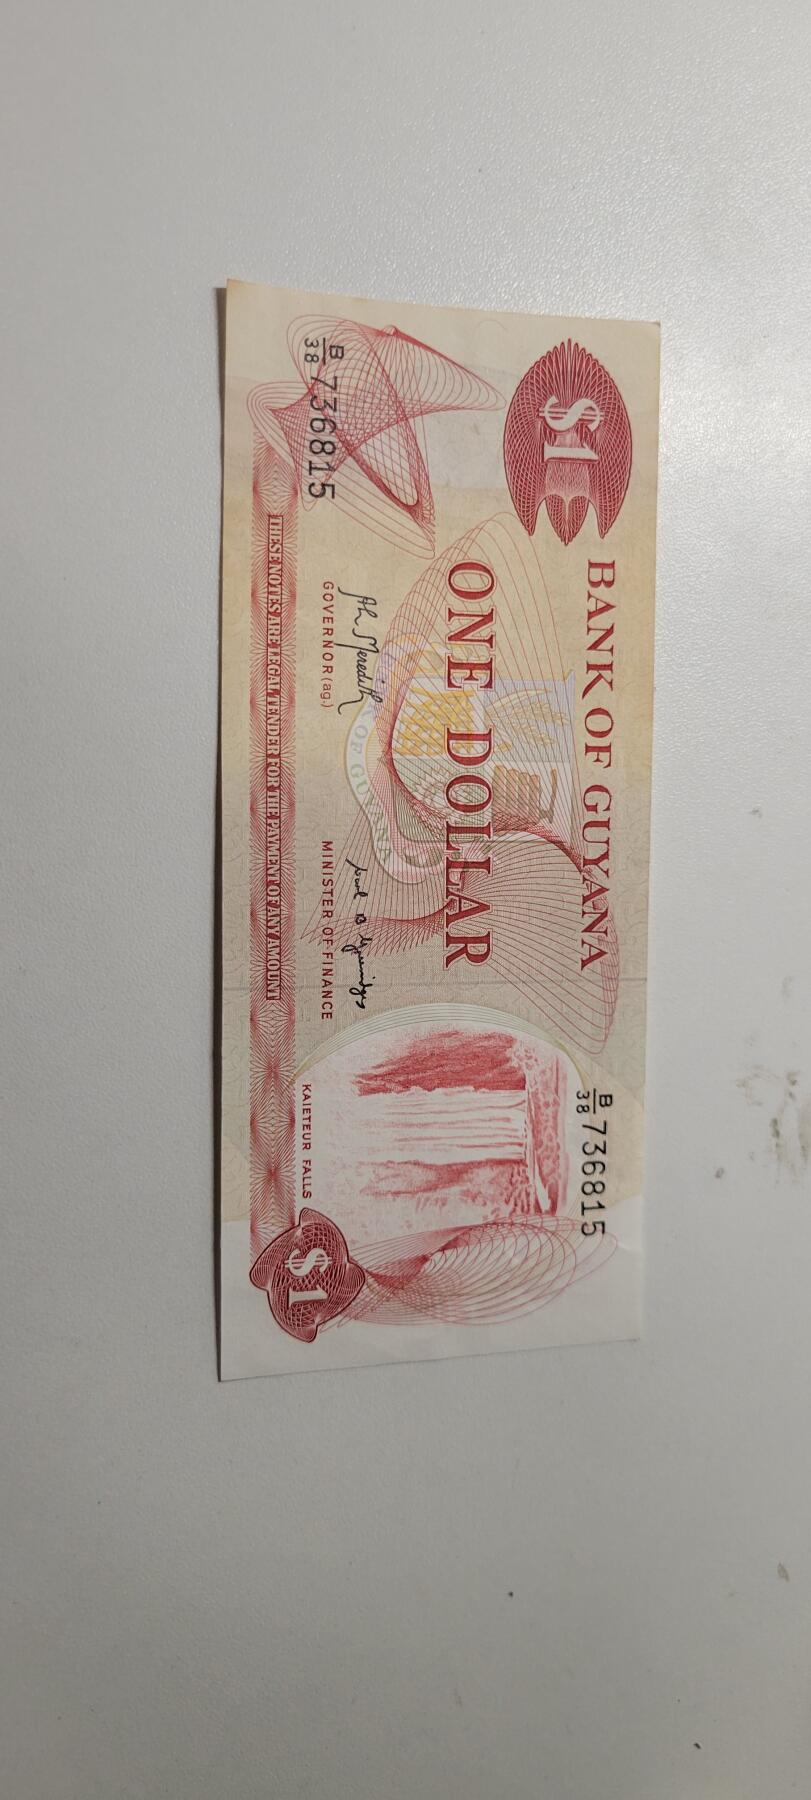 $1
BANK OF GUYANA
B/38 736815
ONE DOLLAR
BANK OF GUYANA
B/38 736815
GOVERNOR (ag.)
MINISTER OF FINANCE
KAIETEUR FALLS
THESE NOTES ARE LEGAL TENDER FOR THE PAYMENT OF ANY AMOUNT
$1